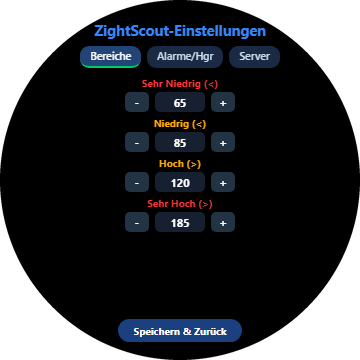 ZightScout-Einstellungen
Bereiche Alarme/Hgr Server
Sehr Niedrig (<)
- 65 +
Niedrig (<)
- 85 +
Hoch (>)
- 120 +
Sehr Hoch (>)
- 185 +
Speichern & Zurück